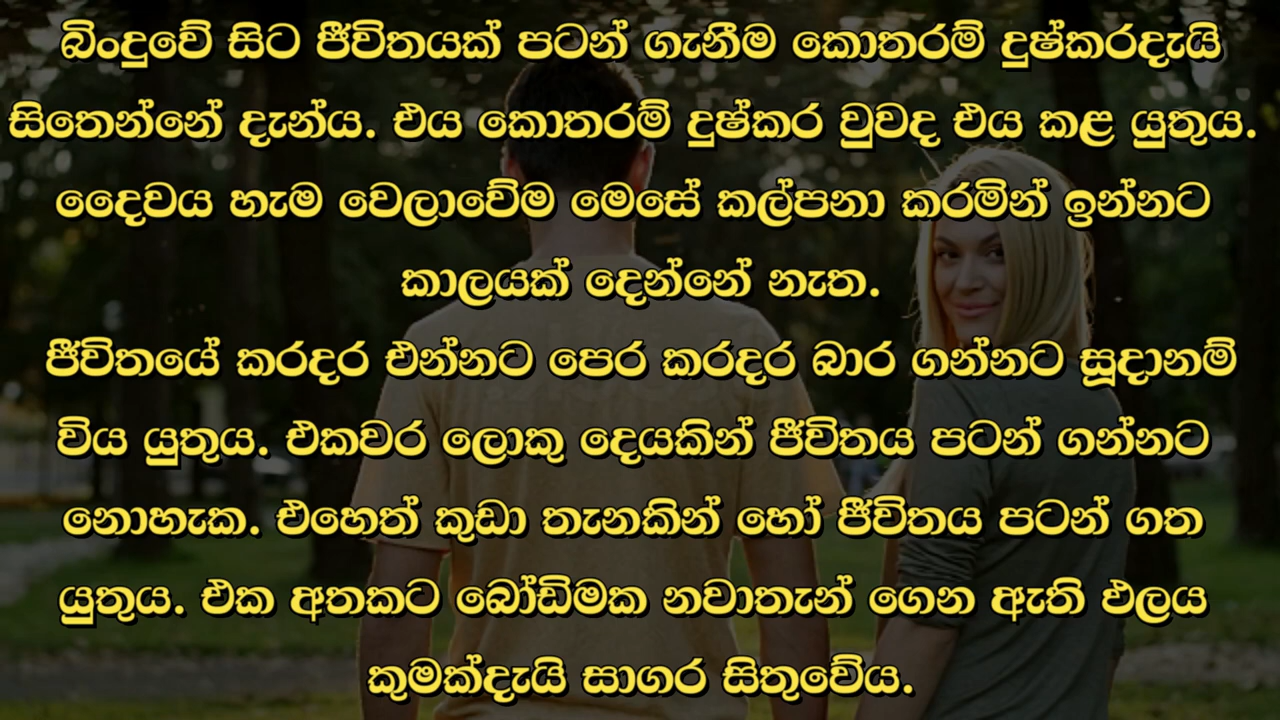 බිංදුවේ සිට ජීවිතයක් පටන් ගැනීම කොතරම් දුෂ්කරදැයි
සිතෙන්නේ දැන්ය. එය කොතරම් දුෂ්කර වුවද එය කළ යුතුය.
දෛවය හැම වෙලාවේම මෙසේ කල්පනා කරමින් ඉන්නට
කාලයක් දෙන්නේ නැත.
ජීවිතයේ කරදර එන්නට පෙර කරදර බාර ගන්නට සූදානම්
විය යුතුය. එකවර ලොකු දෙයකින් ජීවිතය පටන් ගන්නට
නොහැක. එහෙත් කුඩා තැනකින් හෝ ජීවිතය පටන් ගත
යුතුය. එක අතකට බෝඩිමක නවාතැන් ගෙන ඇති ඵලය
කුමක්දැයි සාගර සිතුවේය.